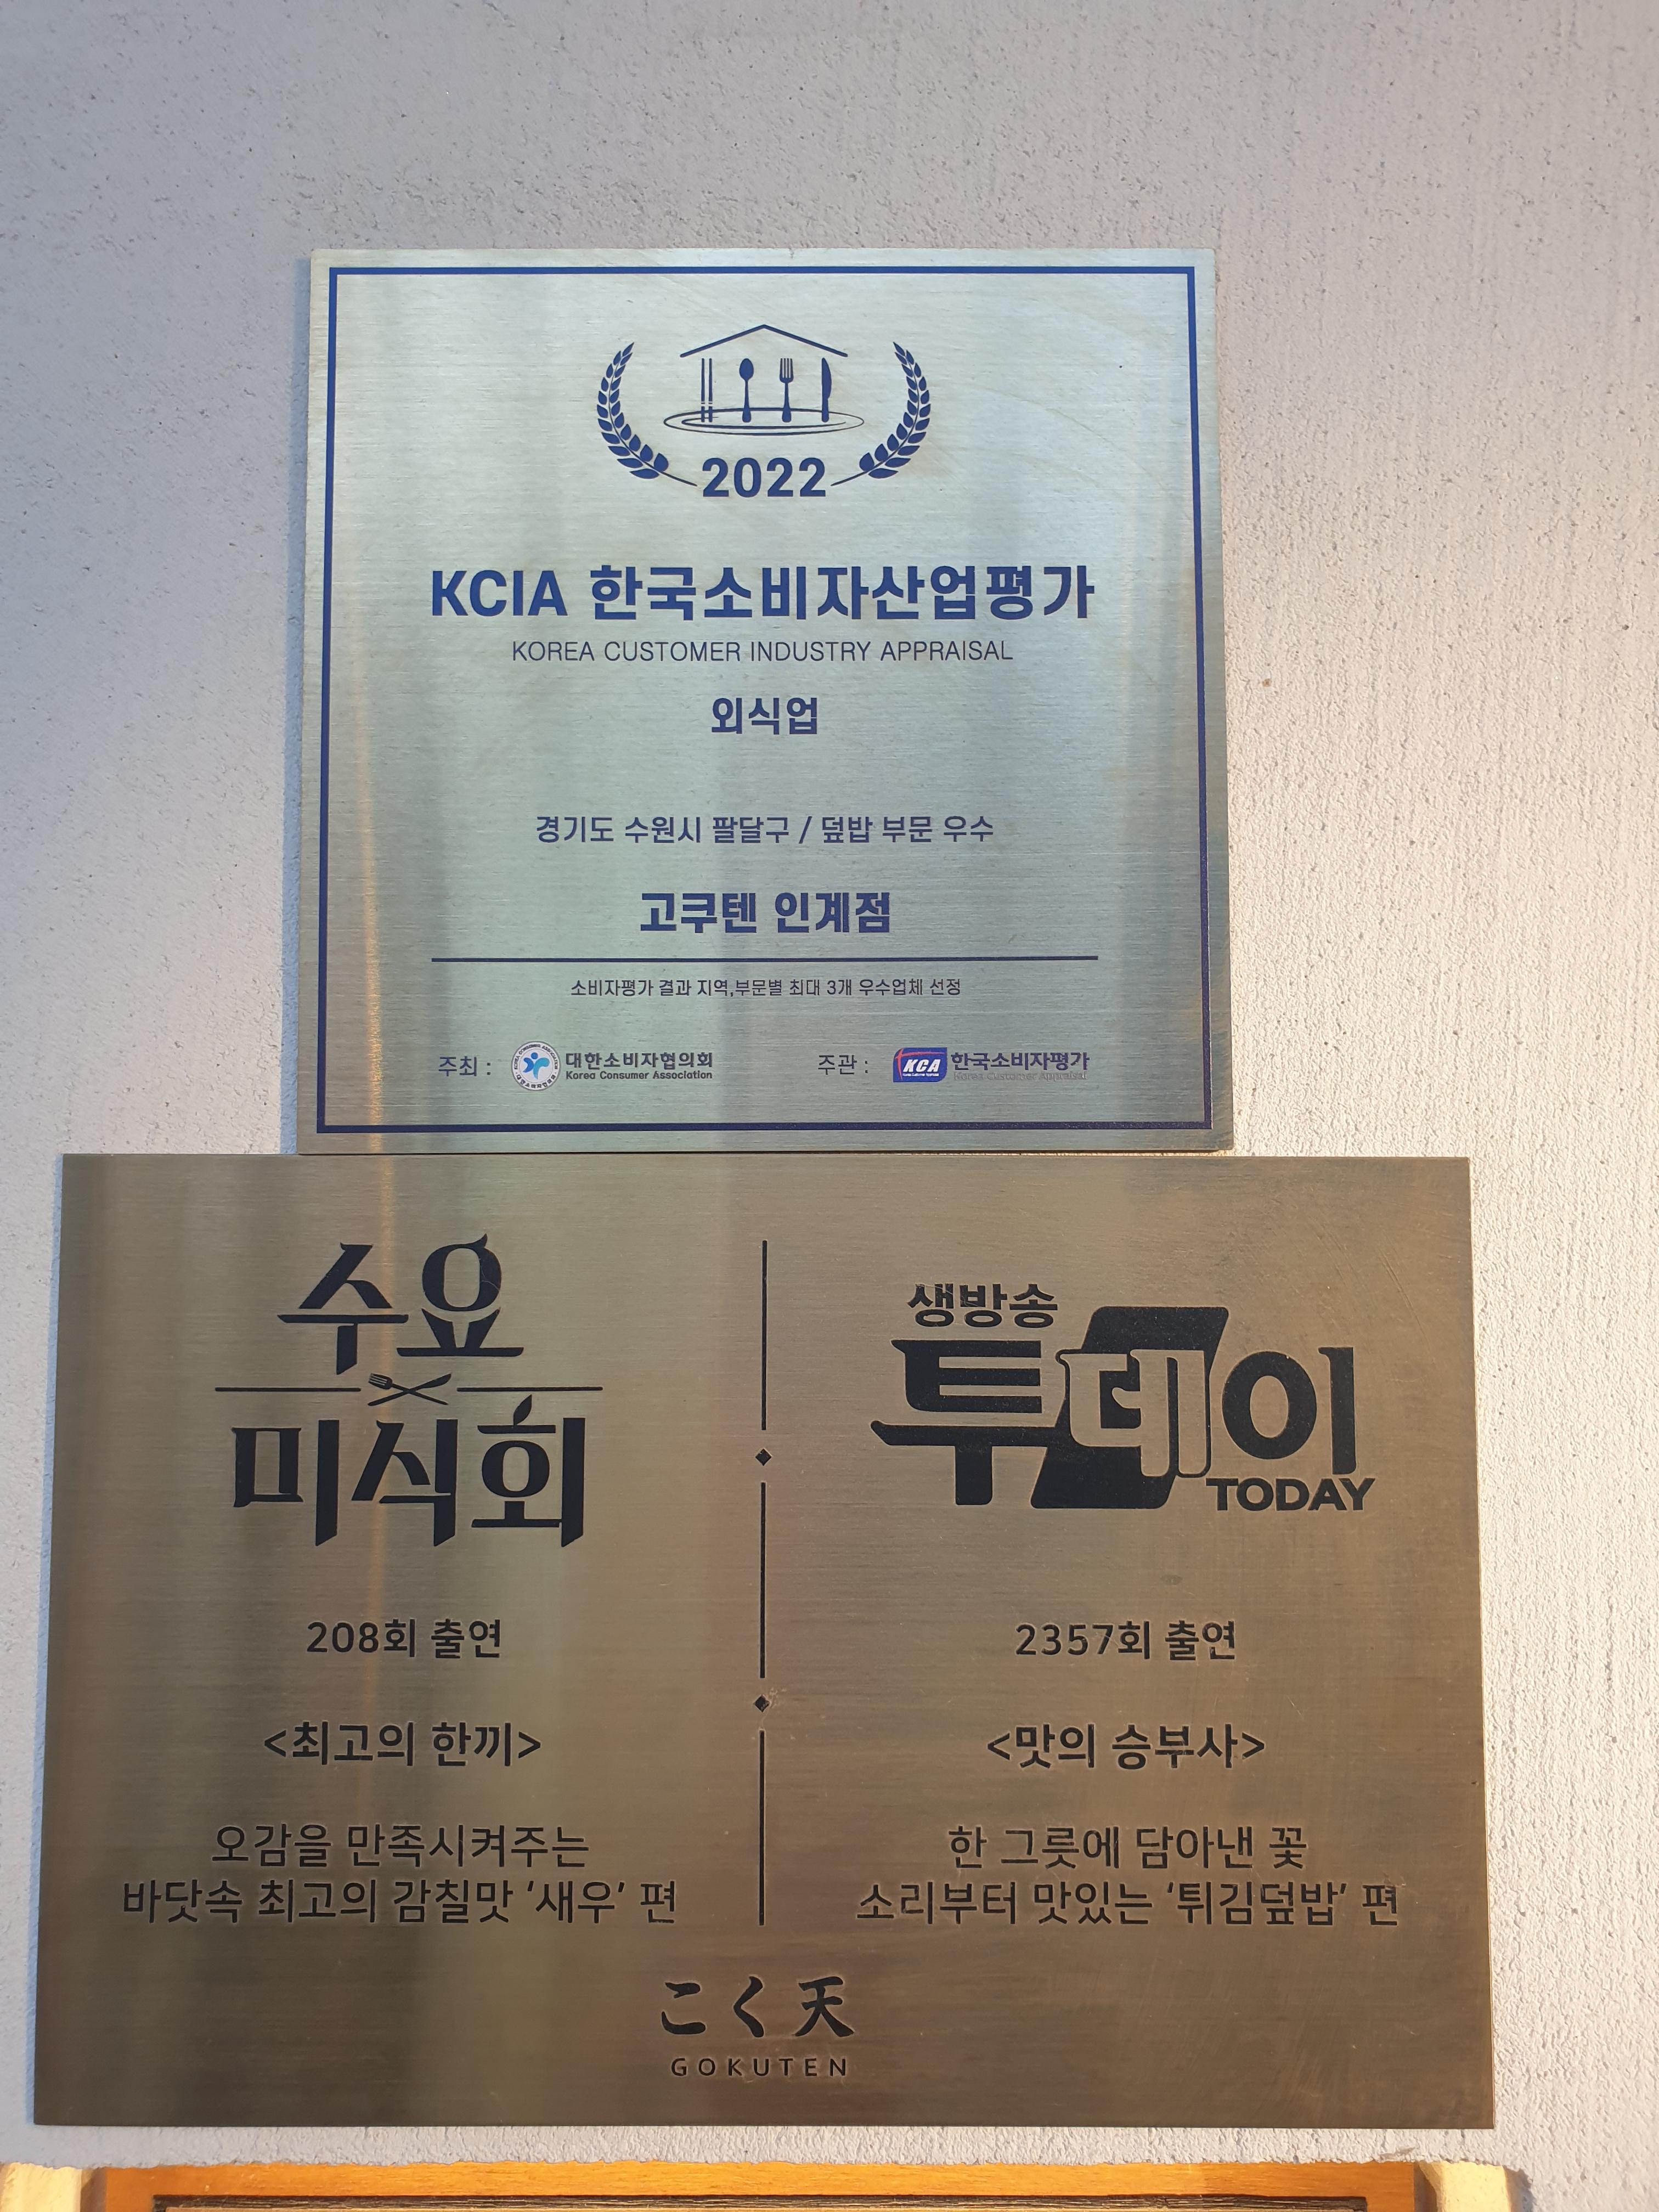 2022
KCIA 한국소비자산업평가
KOREA CUSTOMER INDUSTRY APPRAISAL
외식업
경기도 수원시 팔달구 / 덮밥 부문 우수
고쿠텐 인계점
소비자평가 결과 지역,부문별 최대 3개 우수업체 선정
주최 : 대한소비자협의회 주관 : KCA 한국소비자평가
Korea Consumer Association Korea Customer Appraisal
수요
미식회
208회 출연
<최고의 한끼>
오감을 만족시켜주는
바닷속 최고의 감칠맛 ‘새우’ 편
생방송
투데이
TODAY
2357회 출연
<맛의 승부사>
한 그릇에 담아낸 꽃
소리부터 맛있는 ‘튀김덮밥’ 편
こく天
GOKUTEN